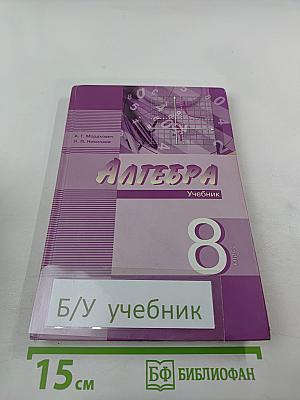 А. Г. Мордкович
Н. П. Николаев
АЛГЕБРА
Учебник
8
класс
Б/У учебник
15 см
БФ БИБЛИОФАН